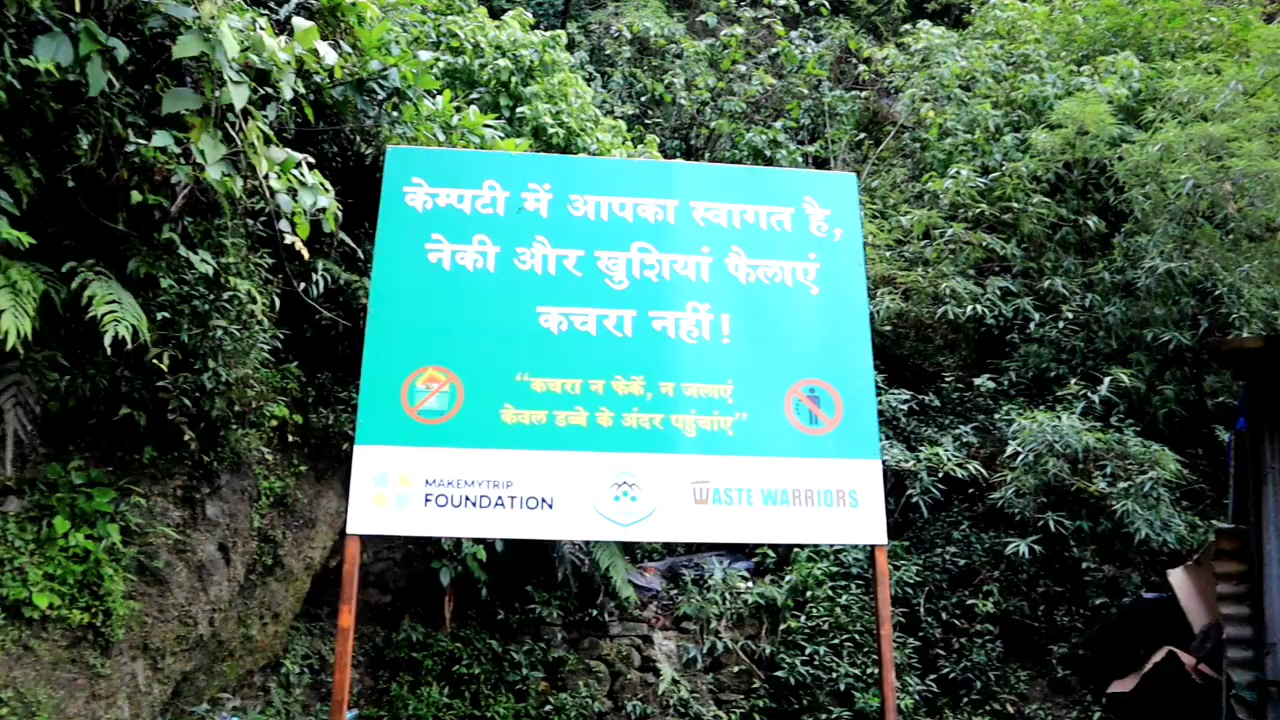 केम्पटी में आपका स्वागत है,
नेकी और खुशियां फैलाएं
कचरा नहीं!
“कचरा न फेकें, न जलाएं
केवल डब्बे के अंदर पहुंचांए”
MAKEMYTRIP
FOUNDATION
WASTE WARRIORS